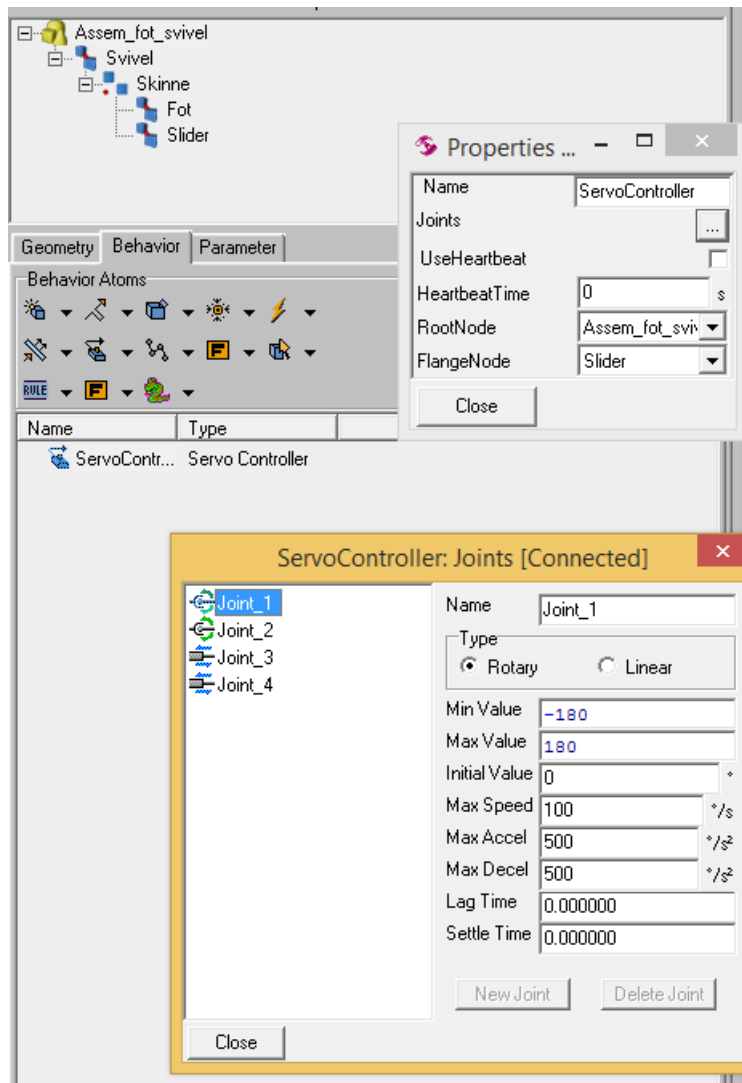 Assem_fot_svivel
Svivel
Skinne
Fot
Slider
Properties ...
Name ServoController
Joints ...
UseHeartbeat
HeartbeatTime 0 s
RootNode Assem_fot_svi
FlangeNode Slider
Close
Geometry Behavior Parameter
Behavior Atoms
RULE F
Name Type
ServoContr... Servo Controller
ServoController: Joints [Connected]
Joint_1
Joint_2
Joint_3
Joint_4
Name Joint_1
Type
Rotary Linear
Min Value -180
Max Value 180
Initial Value 0 °
Max Speed 100 °/s
Max Accel 500 °/s²
Max Decel 500 °/s²
Lag Time 0.000000
Settle Time 0.000000
New Joint Delete Joint
Close